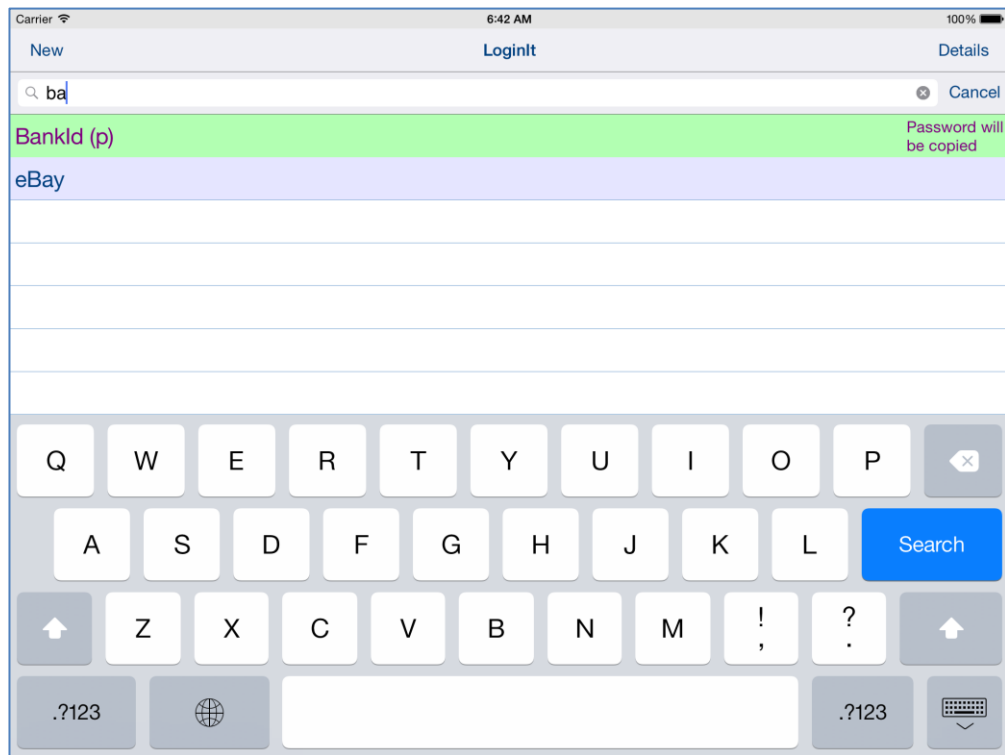 Carrier 6:42 AM 100%
New LoginIt Details
ba Cancel
BankId (p) Password will
be copied
eBay
Q W E R T Y U I O P
A S D F G H J K L Search
Z X C V B N M ! ?
, .
.?123 .?123